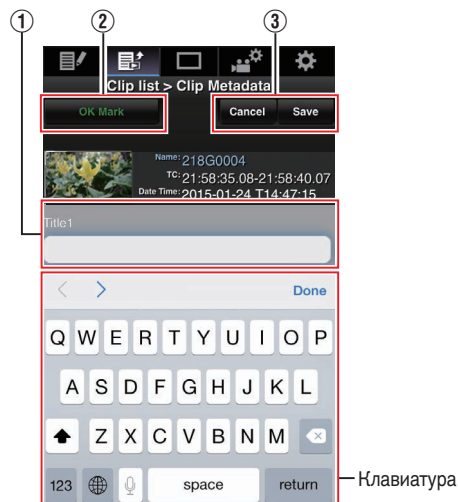 ① ② ③
Clip list > Clip Metadata
OK Mark Cancel Save
Name: 218G0004
TC: 21:58:35.08-21:58:40.07
Date Time: 2015-01-24 T14:47:15
Title1
< > Done
Q W E R T Y U I O P
A S D F G H J K L
Z X C V B N M
123 space return
Клавиатура